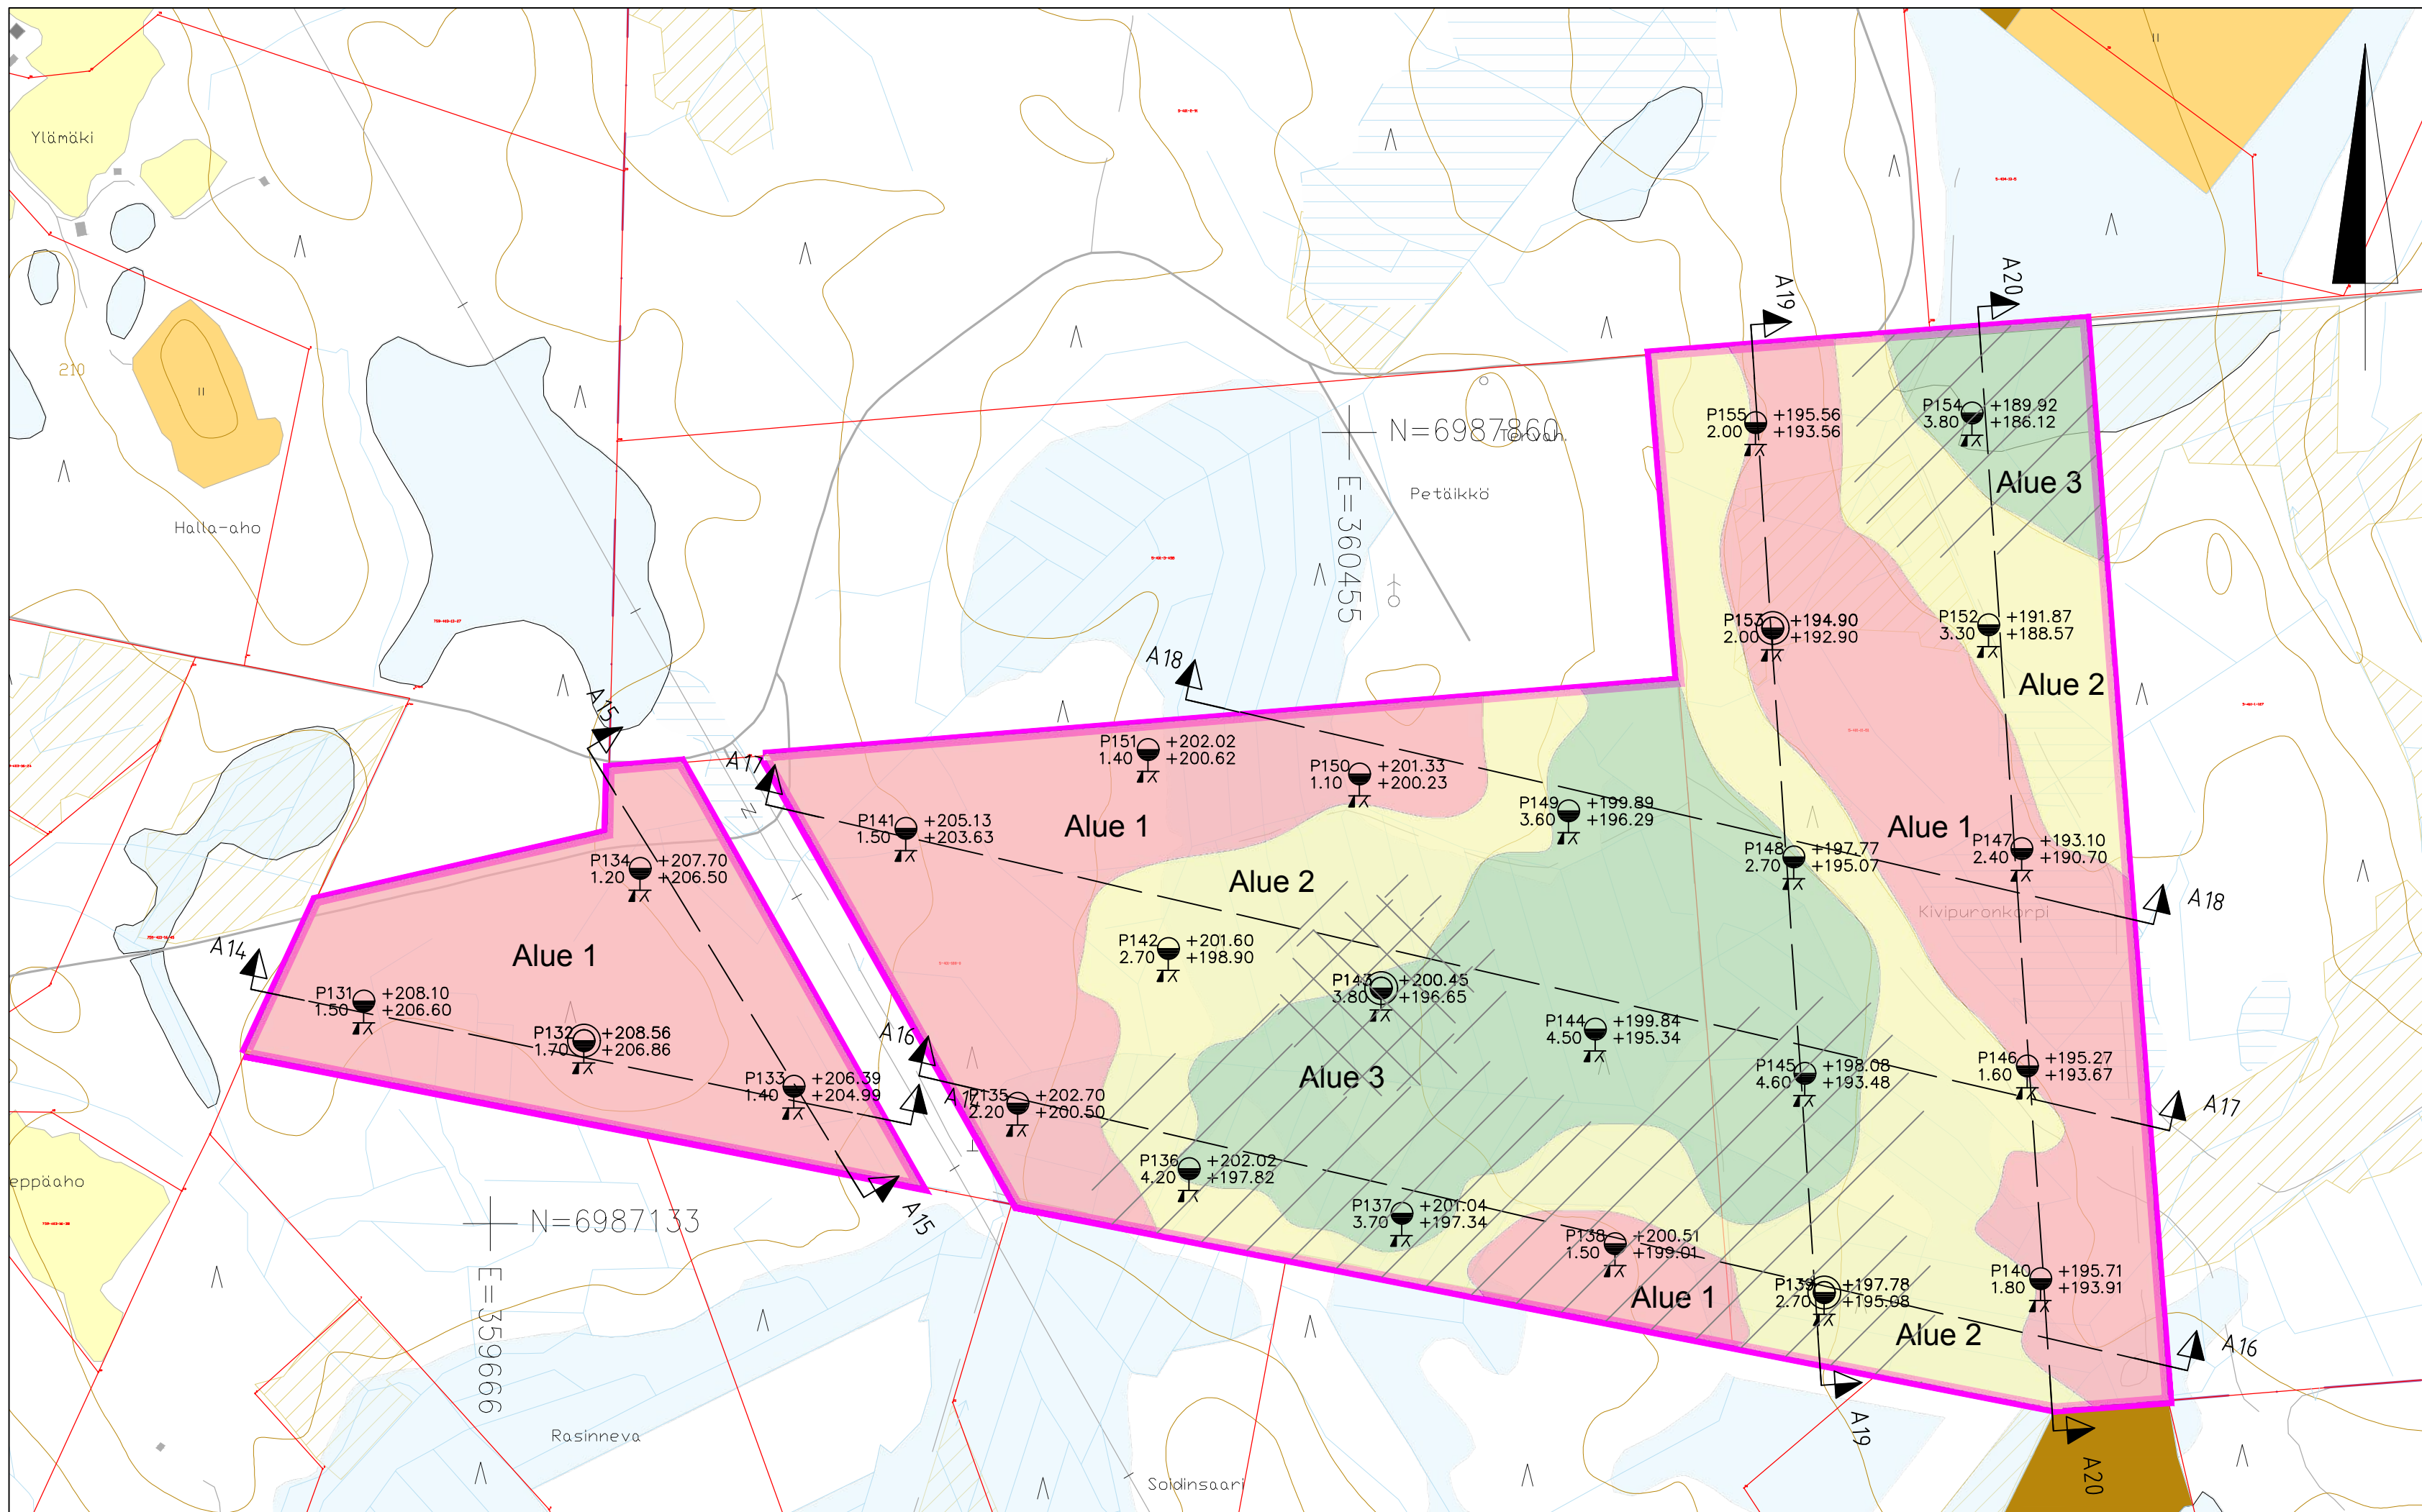 Ylämäki
A19
A20
210
N=6987860
Tervah.
P155 +195.56
2.00 +193.56
P154 +189.92
3.80 +186.12
Petäikkö
Alue 3
Halla-aho
E=360455
P153 +194.90
2.00 +192.90
P152 +191.87
3.30 +188.57
A18
Alue 2
A15
P151 +202.02
1.40 +200.62
A17
P150 +201.33
1.10 +200.23
P149 +199.89
3.60 +196.29
P141 +205.13
1.50 +203.63
Alue 1
Alue 1
P147 +193.10
2.40 +190.70
P148 +197.77
2.70 +195.07
P134 +207.70
1.20 +206.50
Alue 2
A18
Kivipuronkorpi
A14
Alue 1
P142 +201.60
2.70 +198.90
P143 +200.45
3.80 +196.65
P131 +208.10
1.50 +206.60
P132 +208.56
1.70 +206.86
A16
P144 +199.84
4.50 +195.34
P145 +198.08
4.60 +193.48
P146 +195.27
1.60 +193.67
Alue 3
P133 +206.39
1.40 +204.99
A14
P135 +202.70
2.20 +200.50
A17
P136 +202.02
4.20 +197.82
eppäaho
N=6987133
A15
P137 +201.04
3.70 +197.34
P138 +200.51
1.50 +199.01
P139 +197.78
2.70 +195.08
P140 +195.71
1.80 +193.91
Alue 1
Alue 2
A16
E=359666
Rasinneva
A19
Soidinsaari
A20